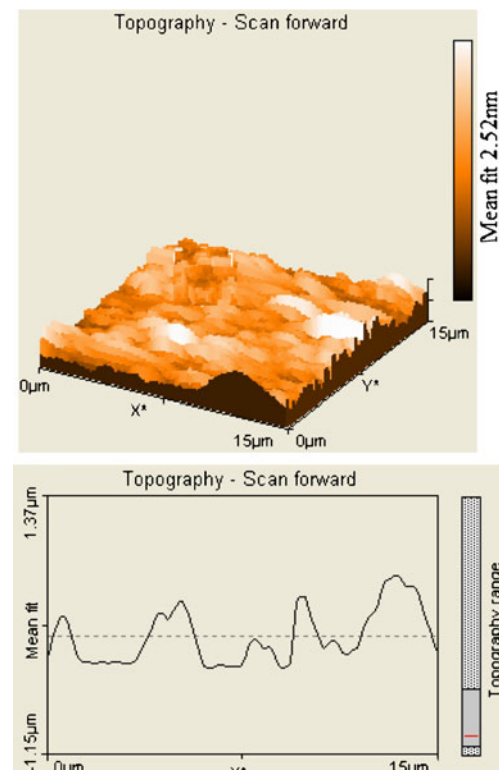 Topography - Scan forward
Mean fit 2.52nm
0µm
X*
15µm
0µm
Y*
15µm
Topography - Scan forward
1.37µm
Mean fit
-1.15µm
0µm
X*
15µm
Topography range